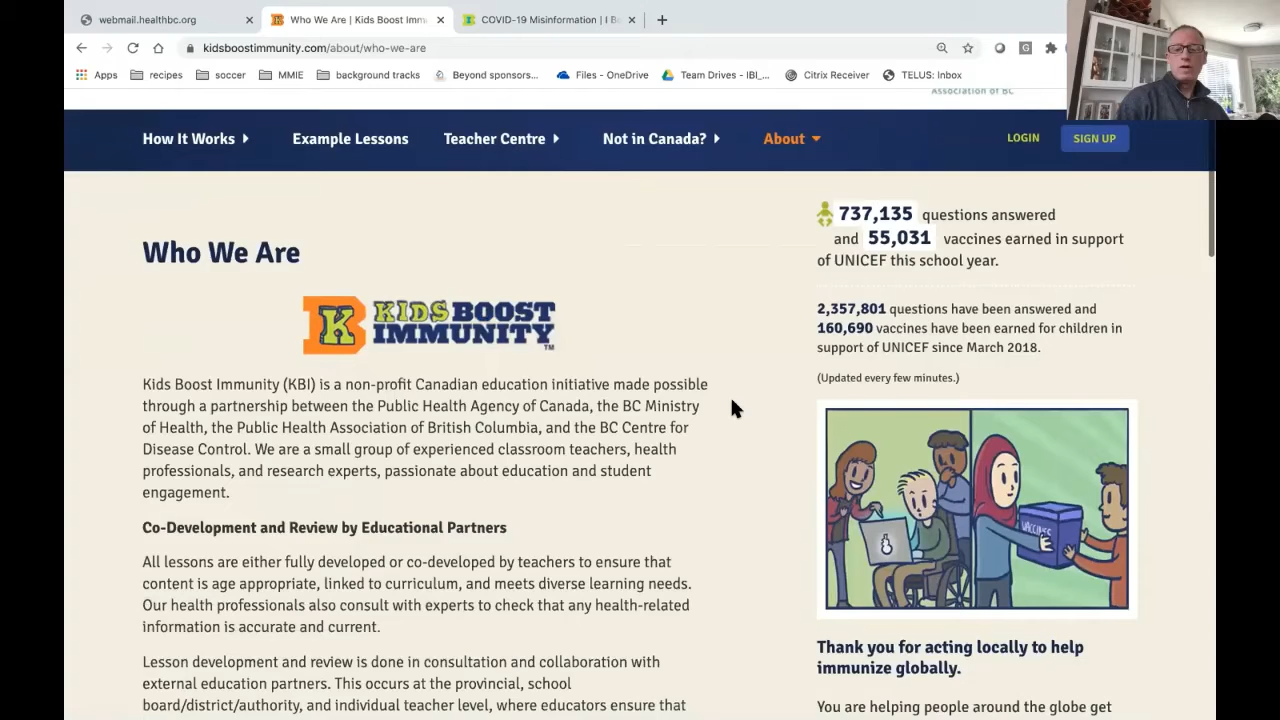 webmail.healthbc.org
Who We Are | Kids Boost Imm
COVID-19 Misinformation | I B
kidsboostimmunity.com/about/who-we-are
Apps recipes soccer MMIE background tracks Beyond sponsors... Files - OneDrive Team Drives - IBI_... Citrix Receiver TELUS: Inbox
Association of BC
How It Works Example Lessons Teacher Centre Not in Canada? About LOGIN SIGN UP
Who We Are
KIDS BOOST
IMMUNITY™
Kids Boost Immunity (KBI) is a non-profit Canadian education initiative made possible
through a partnership between the Public Health Agency of Canada, the BC Ministry
of Health, the Public Health Association of British Columbia, and the BC Centre for
Disease Control. We are a small group of experienced classroom teachers, health
professionals, and research experts, passionate about education and student
engagement.
Co-Development and Review by Educational Partners
All lessons are either fully developed or co-developed by teachers to ensure that
content is age appropriate, linked to curriculum, and meets diverse learning needs.
Our health professionals also consult with experts to check that any health-related
information is accurate and current.
Lesson development and review is done in consultation and collaboration with
external education partners. This occurs at the provincial, school
board/district/authority, and individual teacher level, where educators ensure that
737,135 questions answered
and 55,031 vaccines earned in support
of UNICEF this school year.
2,357,801 questions have been answered and
160,690 vaccines have been earned for children in
support of UNICEF since March 2018.
(Updated every few minutes.)
VACCINES
Thank you for acting locally to help
immunize globally.
You are helping people around the globe get